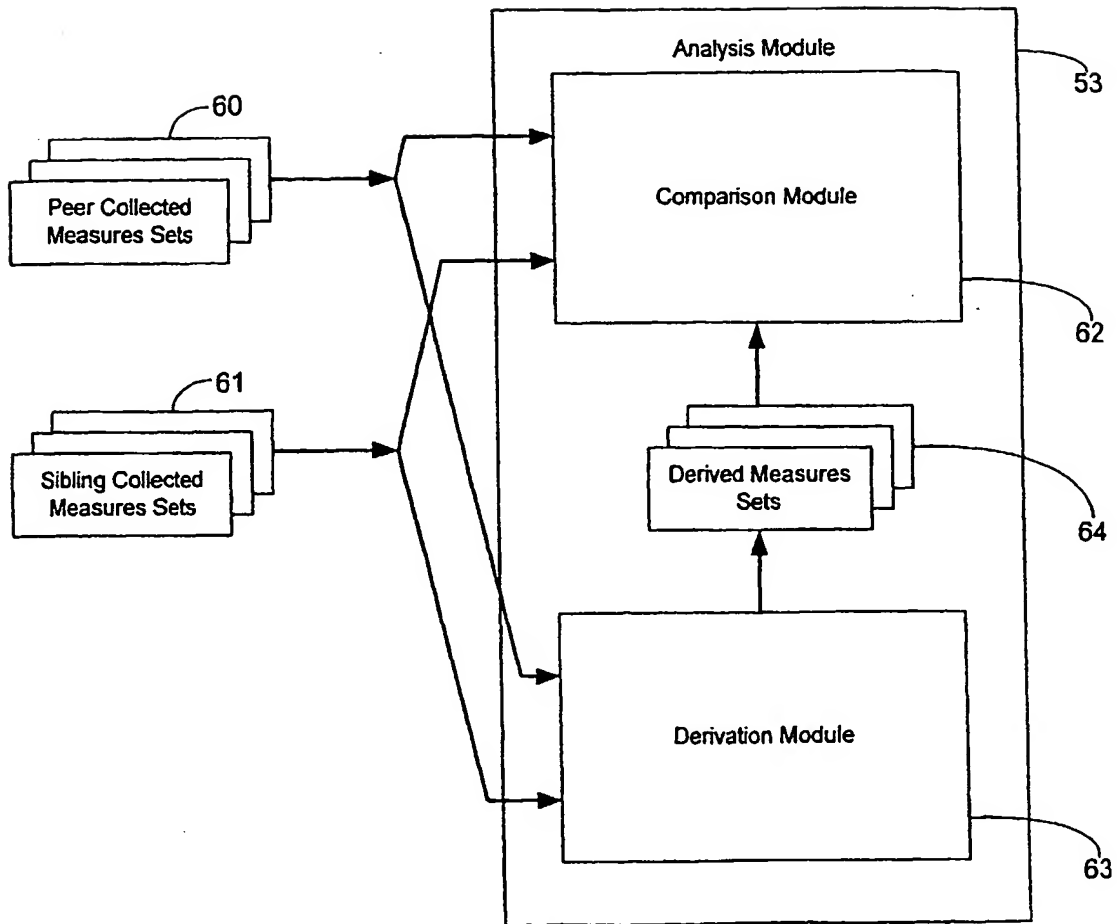 Analysis Module
53
60
Peer Collected
Measures Sets
Comparison Module
62
61
Sibling Collected
Measures Sets
Derived Measures
Sets
64
Derivation Module
63